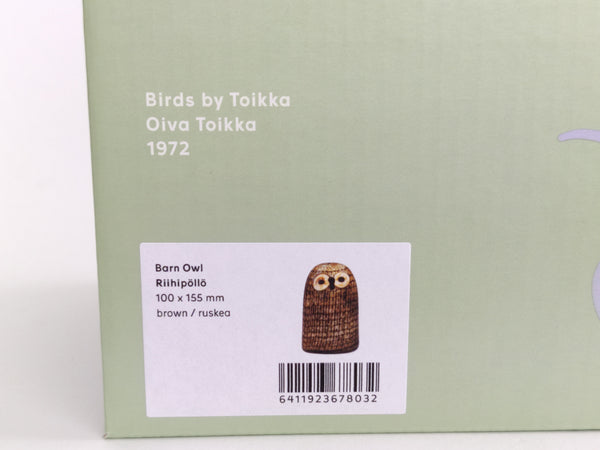 Birds by Toikka
Oiva Toikka
1972
Barn Owl
Riihipöllö
100 x 155 mm
brown / ruskea
6411923678032